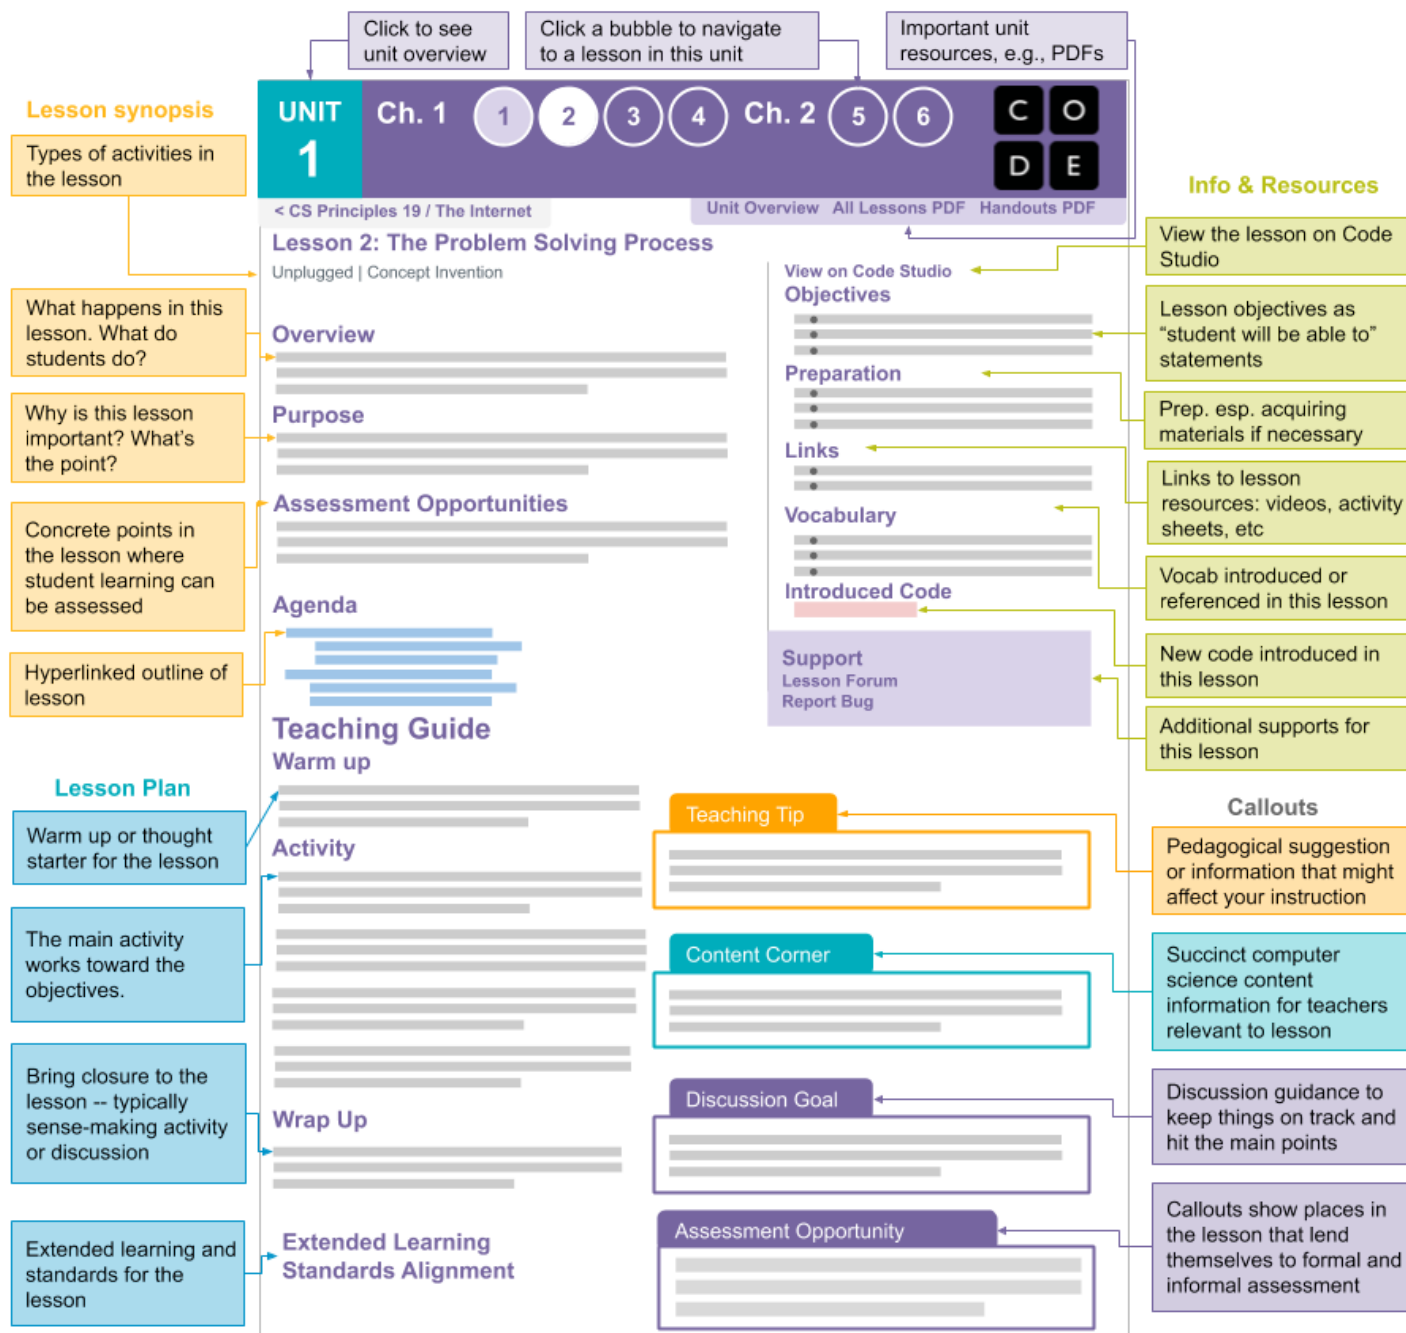 Click to see
unit overview
Click a bubble to navigate
to a lesson in this unit
Important unit
resources, e.g., PDFs
Lesson synopsis
Types of activities in
the lesson
What happens in this
lesson. What do
students do?
Why is this lesson
important? What's
the point?
Concrete points in
the lesson where
student learning can
be assessed
Hyperlinked outline of
lesson
Lesson Plan
Warm up or thought
starter for the lesson
The main activity
works toward the
objectives.
Bring closure to the
lesson -- typically
sense-making activity
or discussion
Extended learning and
standards for the
lesson
UNIT
1
Ch. 1 1 2 3 4 Ch. 2 5 6
C O
D E
< CS Principles 19 / The Internet
Unit Overview All Lessons PDF Handouts PDF
Lesson 2: The Problem Solving Process
Unplugged | Concept Invention
Overview
Purpose
Assessment Opportunities
Agenda
View on Code Studio
Objectives
Preparation
Links
Vocabulary
Introduced Code
Support
Lesson Forum
Report Bug
Teaching Guide
Warm up
Activity
Wrap Up
Extended Learning
Standards Alignment
Teaching Tip
Content Corner
Discussion Goal
Assessment Opportunity
Info & Resources
View the lesson on Code
Studio
Lesson objectives as
“student will be able to”
statements
Prep. esp. acquiring
materials if necessary
Links to lesson
resources: videos, activity
sheets, etc
Vocab introduced or
referenced in this lesson
New code introduced in
this lesson
Additional supports for
this lesson
Callouts
Pedagogical suggestion
or information that might
affect your instruction
Succinct computer
science content
information for teachers
relevant to lesson
Discussion guidance to
keep things on track and
hit the main points
Callouts show places in
the lesson that lend
themselves to formal and
informal assessment